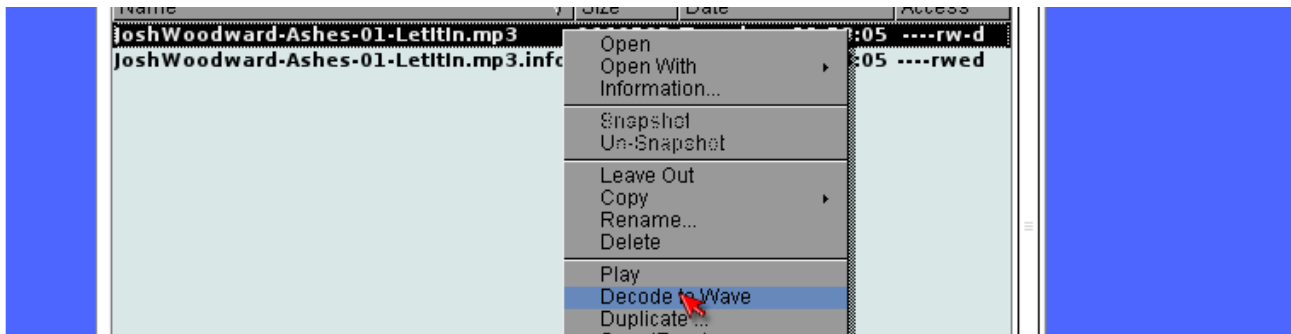 Name Size Date Access
JoshWoodward-Ashes-01-LetItIn.mp3 :05 ----rw-d
JoshWoodward-Ashes-01-LetItIn.mp3.info :05 ----rwed
Open
Open With
Information...
Snapshot
Un-Snapshot
Leave Out
Copy
Rename...
Delete
Play
Decode to Wave
Duplicate ...